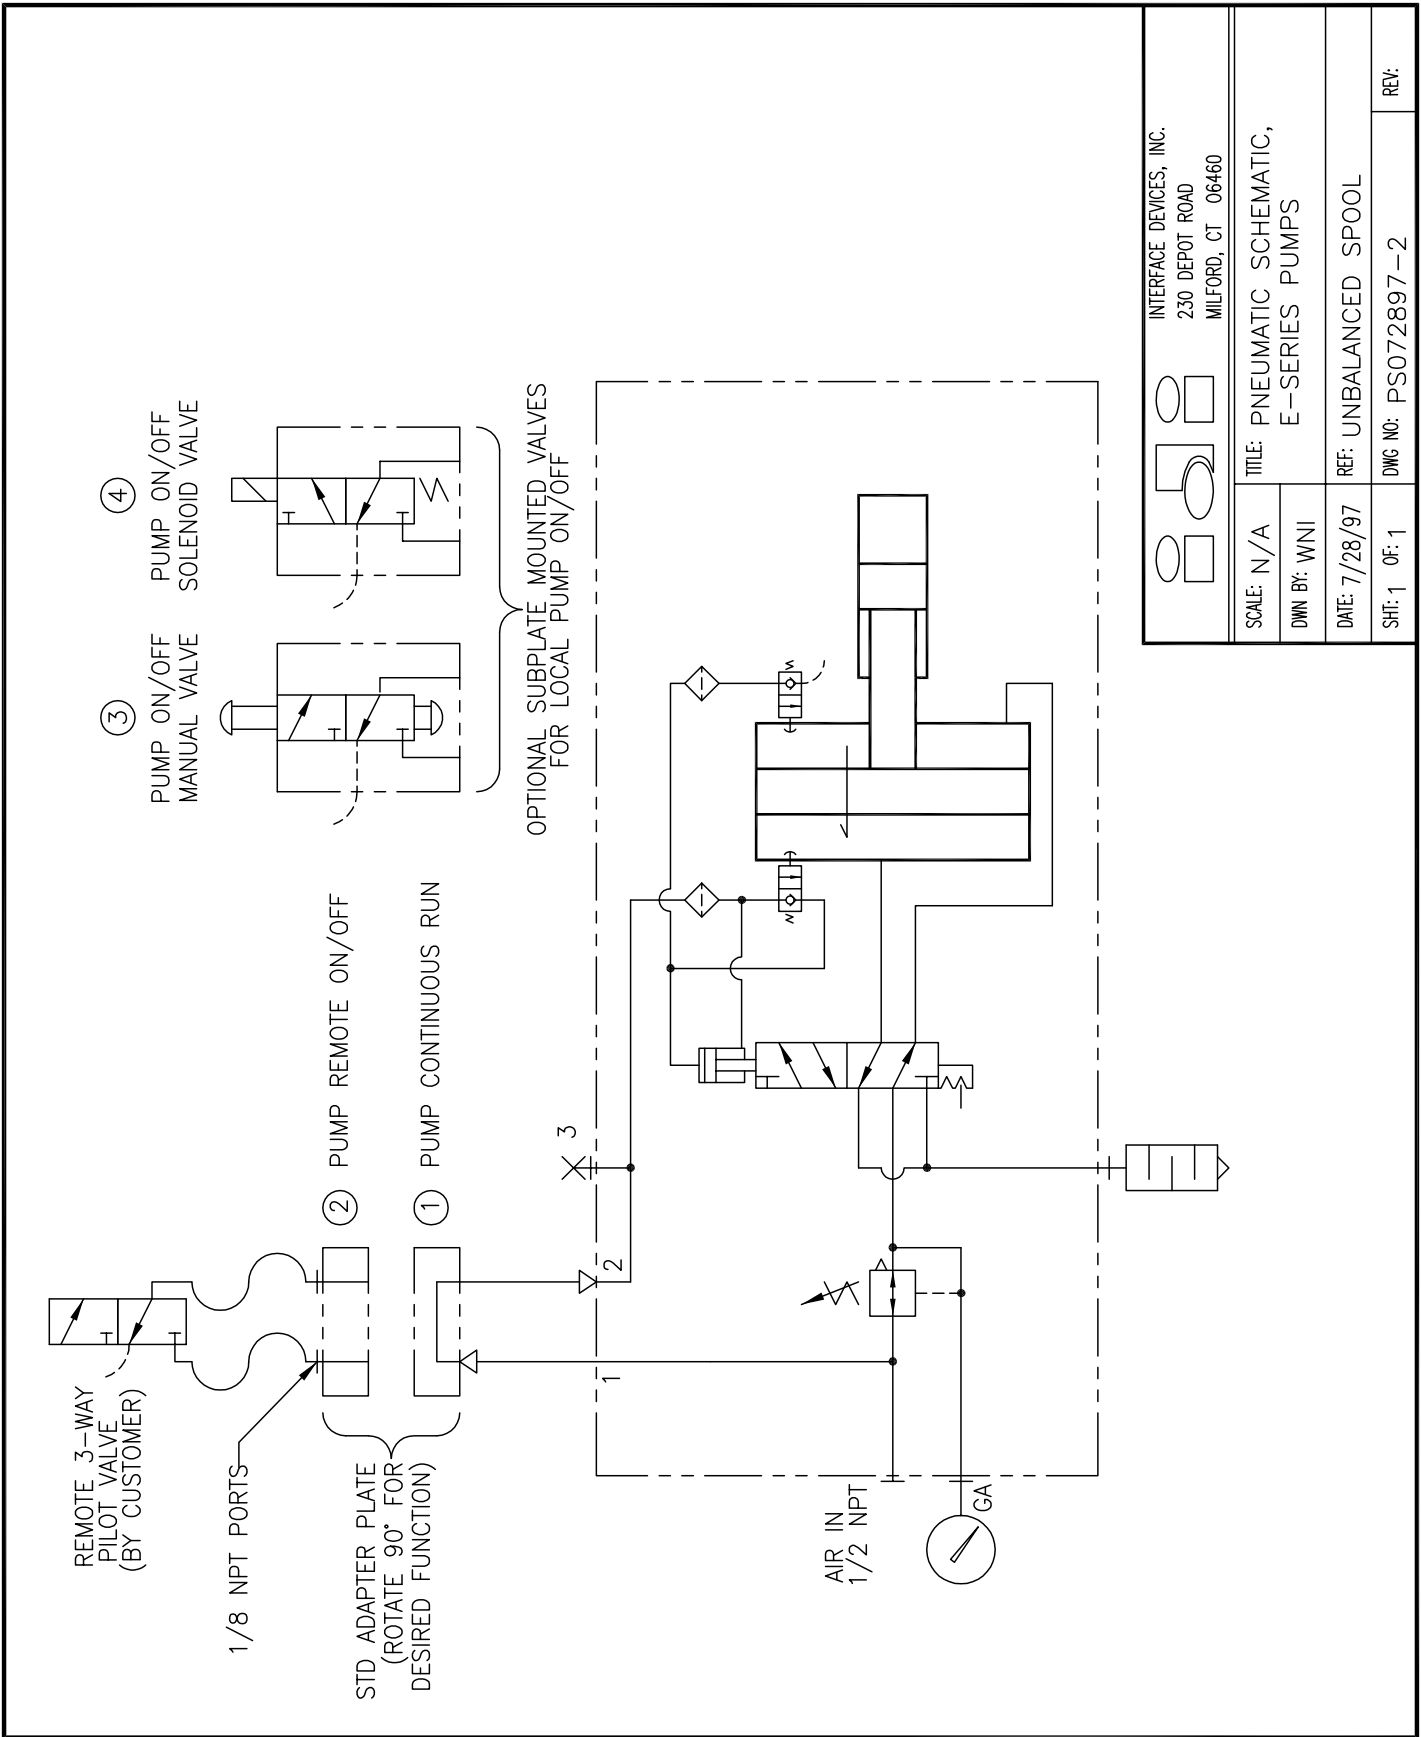 REMOTE 3-WAY
PILOT VALVE
(BY CUSTOMER)
1/8 NPT PORTS
STD ADAPTER PLATE
(ROTATE 90° FOR
DESIRED FUNCTION)
2 PUMP REMOTE ON/OFF
1 PUMP CONTINUOUS RUN
3
PUMP ON/OFF
MANUAL VALVE
4
PUMP ON/OFF
SOLENOID VALVE
OPTIONAL SUBPLATE MOUNTED VALVES
FOR LOCAL PUMP ON/OFF
3
2
1
AIR IN
1/2 NPT
GA
INTERFACE DEVICES, INC.
230 DEPOT ROAD
MILFORD, CT 06460
SCALE: N/A
TITLE: PNEUMATIC SCHEMATIC,
E-SERIES PUMPS
DWN BY: WNI
DATE: 7/28/97
REF: UNBALANCED SPOOL
SHT: 1 OF: 1
DWG NO: PS072897-2
REV: